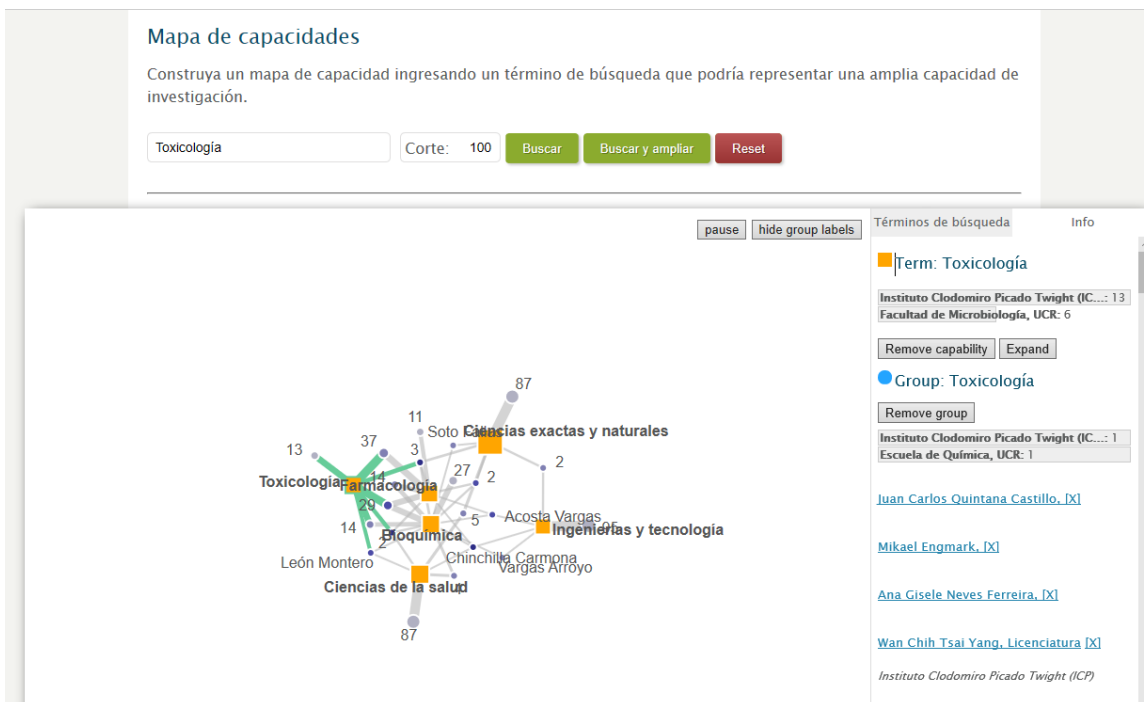 Mapa de capacidades
Construya un mapa de capacidad ingresando un término de búsqueda que podría representar una amplia capacidad de
investigación.
Toxicología
Corte: 100
Buscar
Buscar y ampliar
Reset
pause
hide group labels
Términos de búsqueda
Info
Term: Toxicología
Instituto Clodomiro Picado Twight (IC...: 13
Facultad de Microbiología, UCR: 6
Remove capability
Expand
Group: Toxicología
Remove group
Instituto Clodomiro Picado Twight (IC...: 1
Escuela de Química, UCR: 1
Juan Carlos Quintana Castillo, [X]
Mikael Engmark, [X]
Ana Gisele Neves Ferreira, [X]
Wan Chih Tsai Yang, Licenciatura [X]
Instituto Clodomiro Picado Twight (ICP)
87
11
Soto
Ciencias exactas y naturales
13
37
3
27
2
2
Toxicología
14
Farmacología
29
14
5
Acosta Vargas
Bioquímica
Ingenierías y tecnología
2
León Montero
Chinchilla Carmona
Vargas Arroyo
Ciencias de la salud
87